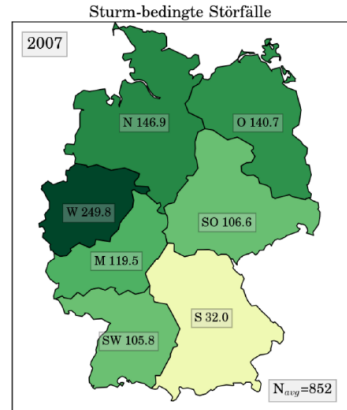 Sturm-bedingte Störfälle
2007
N 146.9
O 140.7
W 249.8
SO 106.6
M 119.5
S 32.0
SW 105.8
N_avg=852